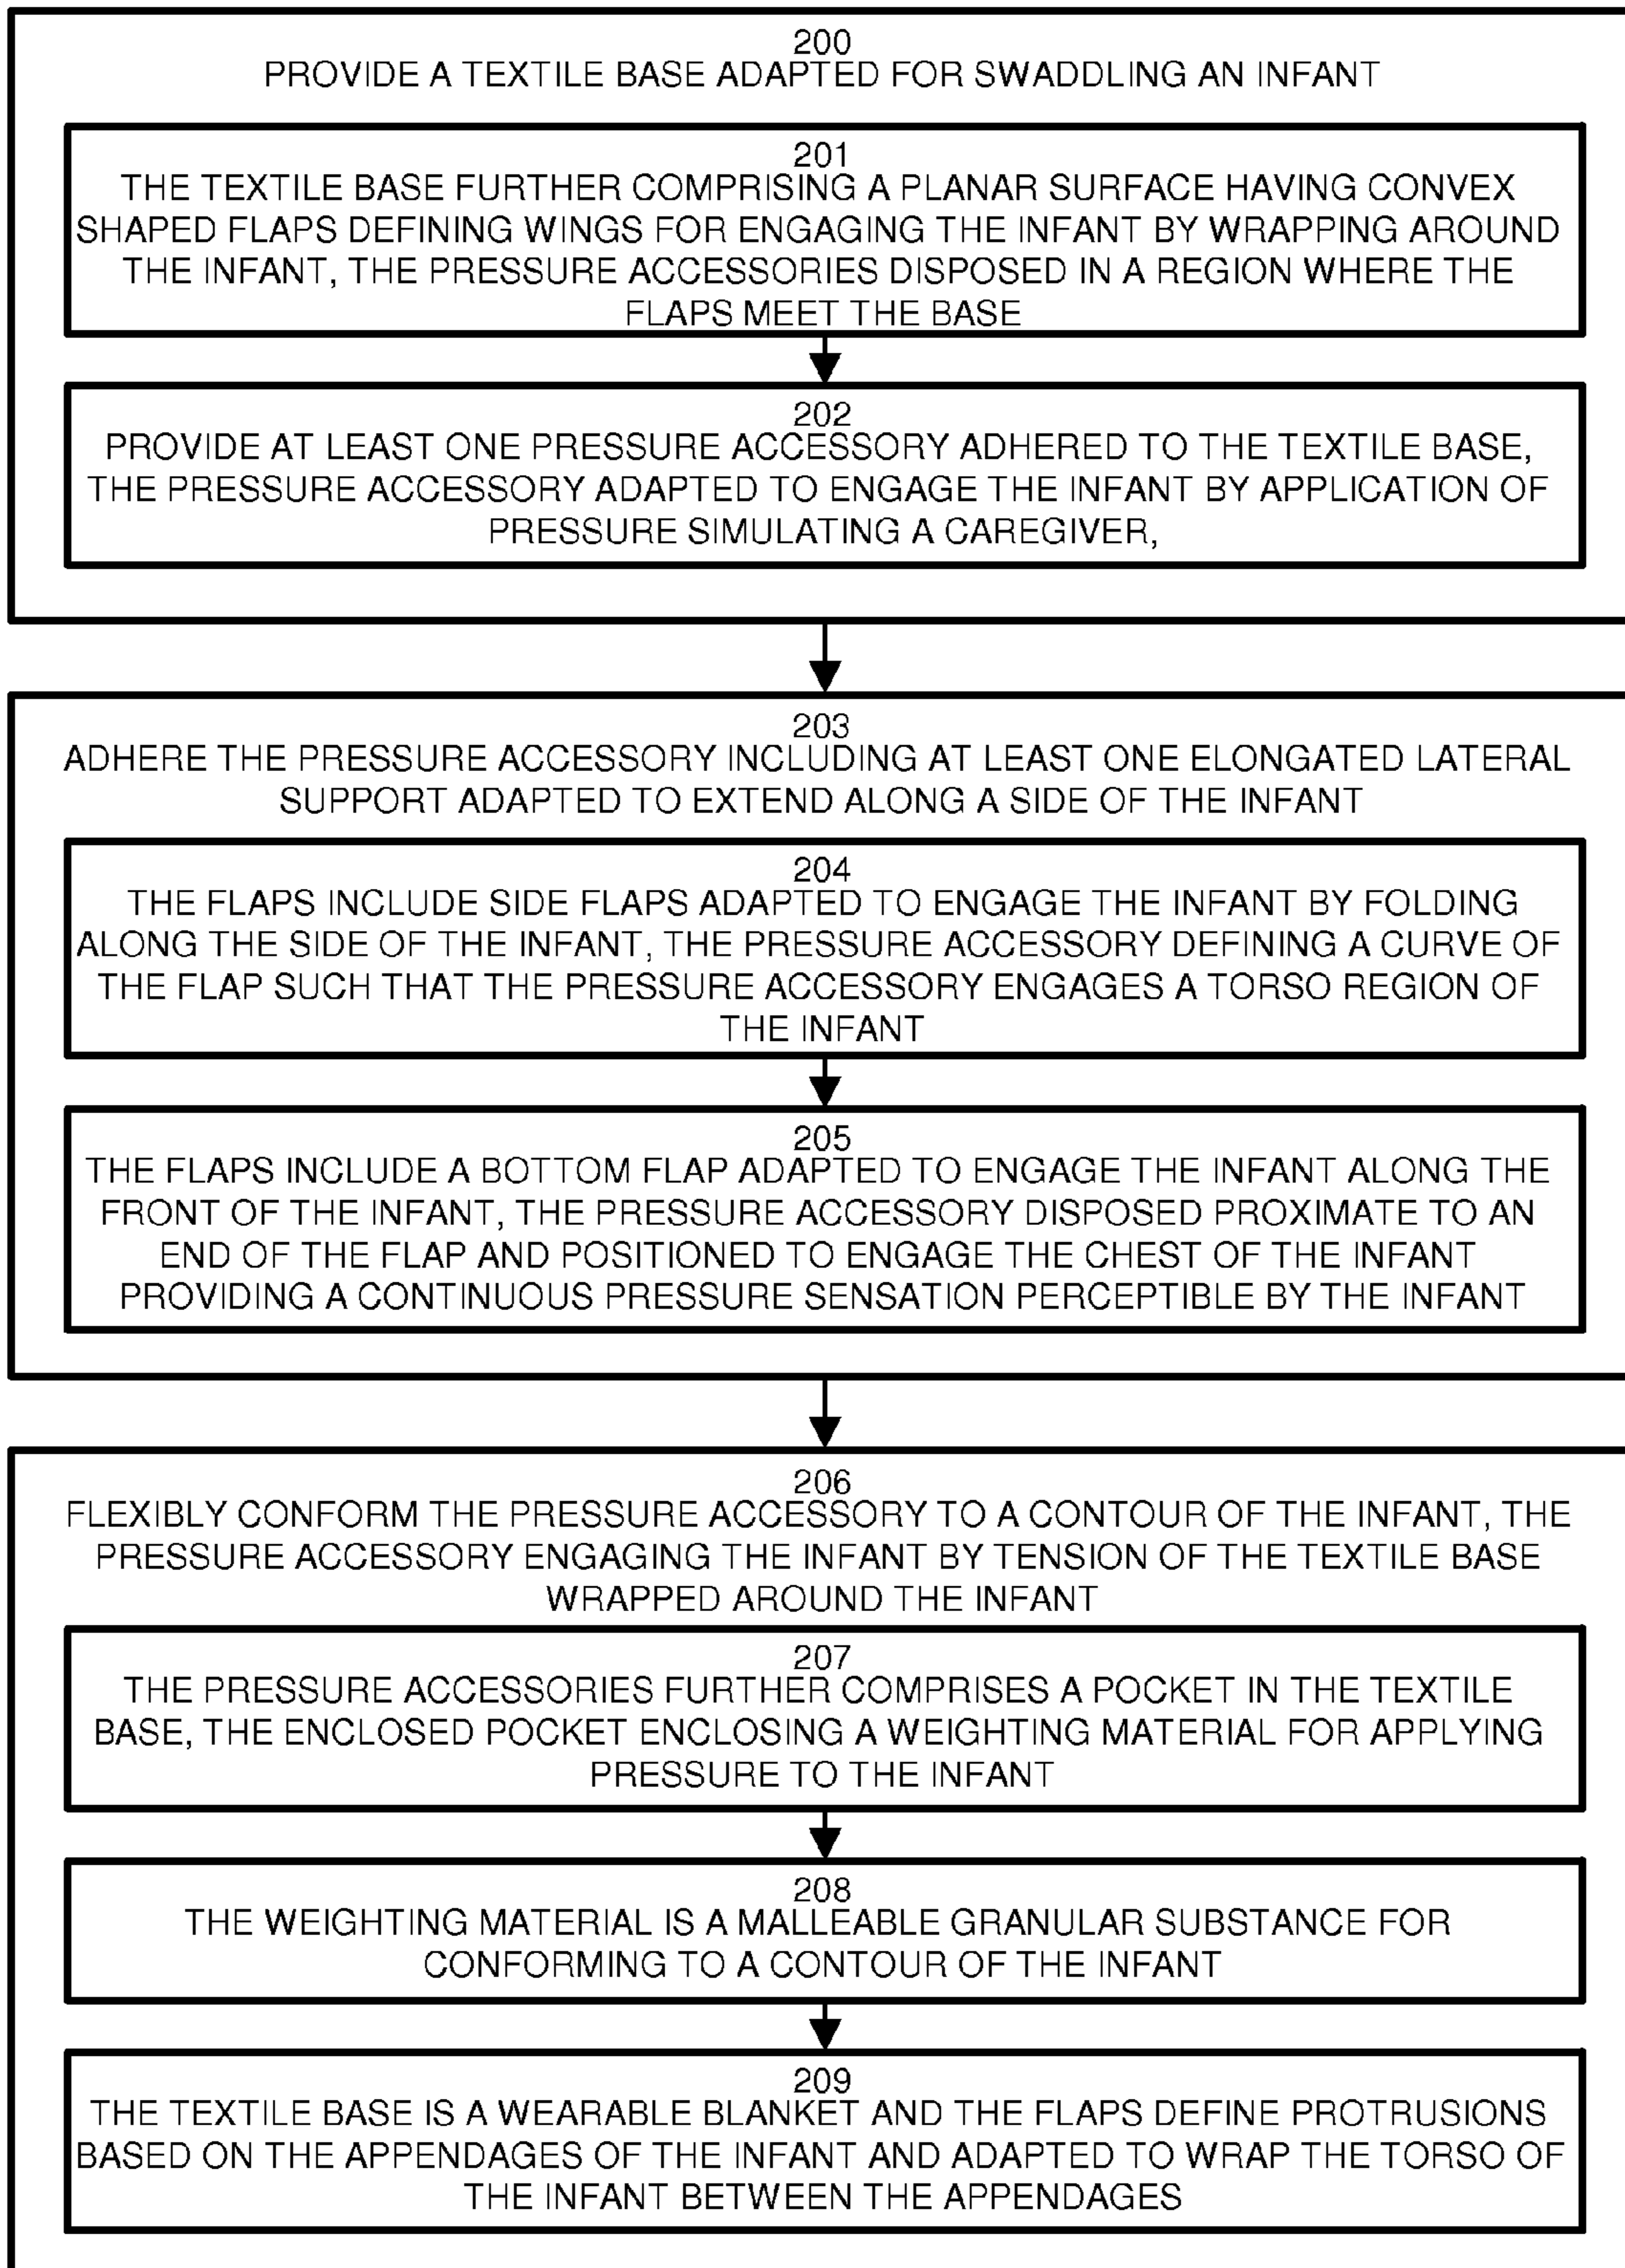 200
PROVIDE A TEXTILE BASE ADAPTED FOR SWADDLING AN INFANT
201
THE TEXTILE BASE FURTHER COMPRISING A PLANAR SURFACE HAVING CONVEX
SHAPED FLAPS DEFINING WINGS FOR ENGAGING THE INFANT BY WRAPPING AROUND
THE INFANT, THE PRESSURE ACCESSORIES DISPOSED IN A REGION WHERE THE
FLAPS MEET THE BASE
202
PROVIDE AT LEAST ONE PRESSURE ACCESSORY ADHERED TO THE TEXTILE BASE,
THE PRESSURE ACCESSORY ADAPTED TO ENGAGE THE INFANT BY APPLICATION OF
PRESSURE SIMULATING A CAREGIVER,
203
ADHERE THE PRESSURE ACCESSORY INCLUDING AT LEAST ONE ELONGATED LATERAL
SUPPORT ADAPTED TO EXTEND ALONG A SIDE OF THE INFANT
204
THE FLAPS INCLUDE SIDE FLAPS ADAPTED TO ENGAGE THE INFANT BY FOLDING
ALONG THE SIDE OF THE INFANT, THE PRESSURE ACCESSORY DEFINING A CURVE OF
THE FLAP SUCH THAT THE PRESSURE ACCESSORY ENGAGES A TORSO REGION OF
THE INFANT
205
THE FLAPS INCLUDE A BOTTOM FLAP ADAPTED TO ENGAGE THE INFANT ALONG THE
FRONT OF THE INFANT, THE PRESSURE ACCESSORY DISPOSED PROXIMATE TO AN
END OF THE FLAP AND POSITIONED TO ENGAGE THE CHEST OF THE INFANT
PROVIDING A CONTINUOUS PRESSURE SENSATION PERCEPTIBLE BY THE INFANT
206
FLEXIBLY CONFORM THE PRESSURE ACCESSORY TO A CONTOUR OF THE INFANT, THE
PRESSURE ACCESSORY ENGAGING THE INFANT BY TENSION OF THE TEXTILE BASE
WRAPPED AROUND THE INFANT
207
THE PRESSURE ACCESSORIES FURTHER COMPRISES A POCKET IN THE TEXTILE
BASE, THE ENCLOSED POCKET ENCLOSING A WEIGHTING MATERIAL FOR APPLYING
PRESSURE TO THE INFANT
208
THE WEIGHTING MATERIAL IS A MALLEABLE GRANULAR SUBSTANCE FOR
CONFORMING TO A CONTOUR OF THE INFANT
209
THE TEXTILE BASE IS A WEARABLE BLANKET AND THE FLAPS DEFINE PROTRUSIONS
BASED ON THE APPENDAGES OF THE INFANT AND ADAPTED TO WRAP THE TORSO OF
THE INFANT BETWEEN THE APPENDAGES